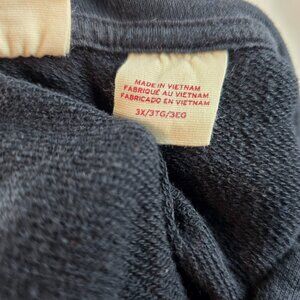 MADE IN VIETNAM
FABRIQUÉ AU VIETNAM
FABRICADO EN VIETNAM
3X/3TG/3EG